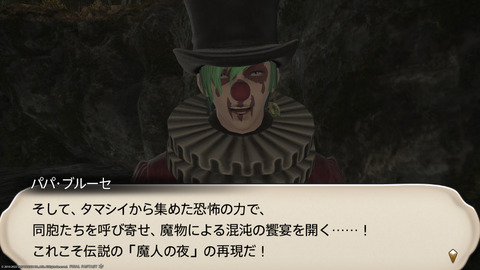 パパ・ブルーセ
そして、タマシイから集めた恐怖の力で、
同胞たちを呼び寄せ、魔物による混沌の饗宴を開く……！
これこそ伝説の「魔人の夜」の再現だ！